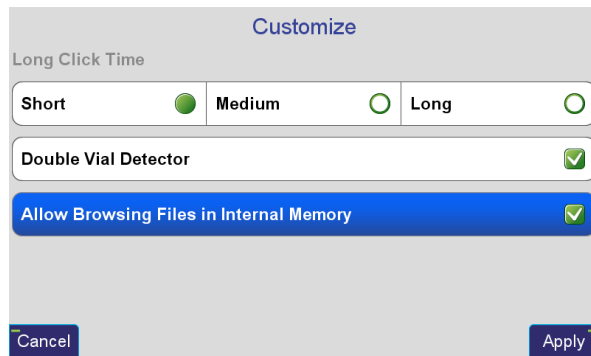 Customize
Long Click Time
Short Medium Long
Double Vial Detector
Allow Browsing Files in Internal Memory
Cancel Apply